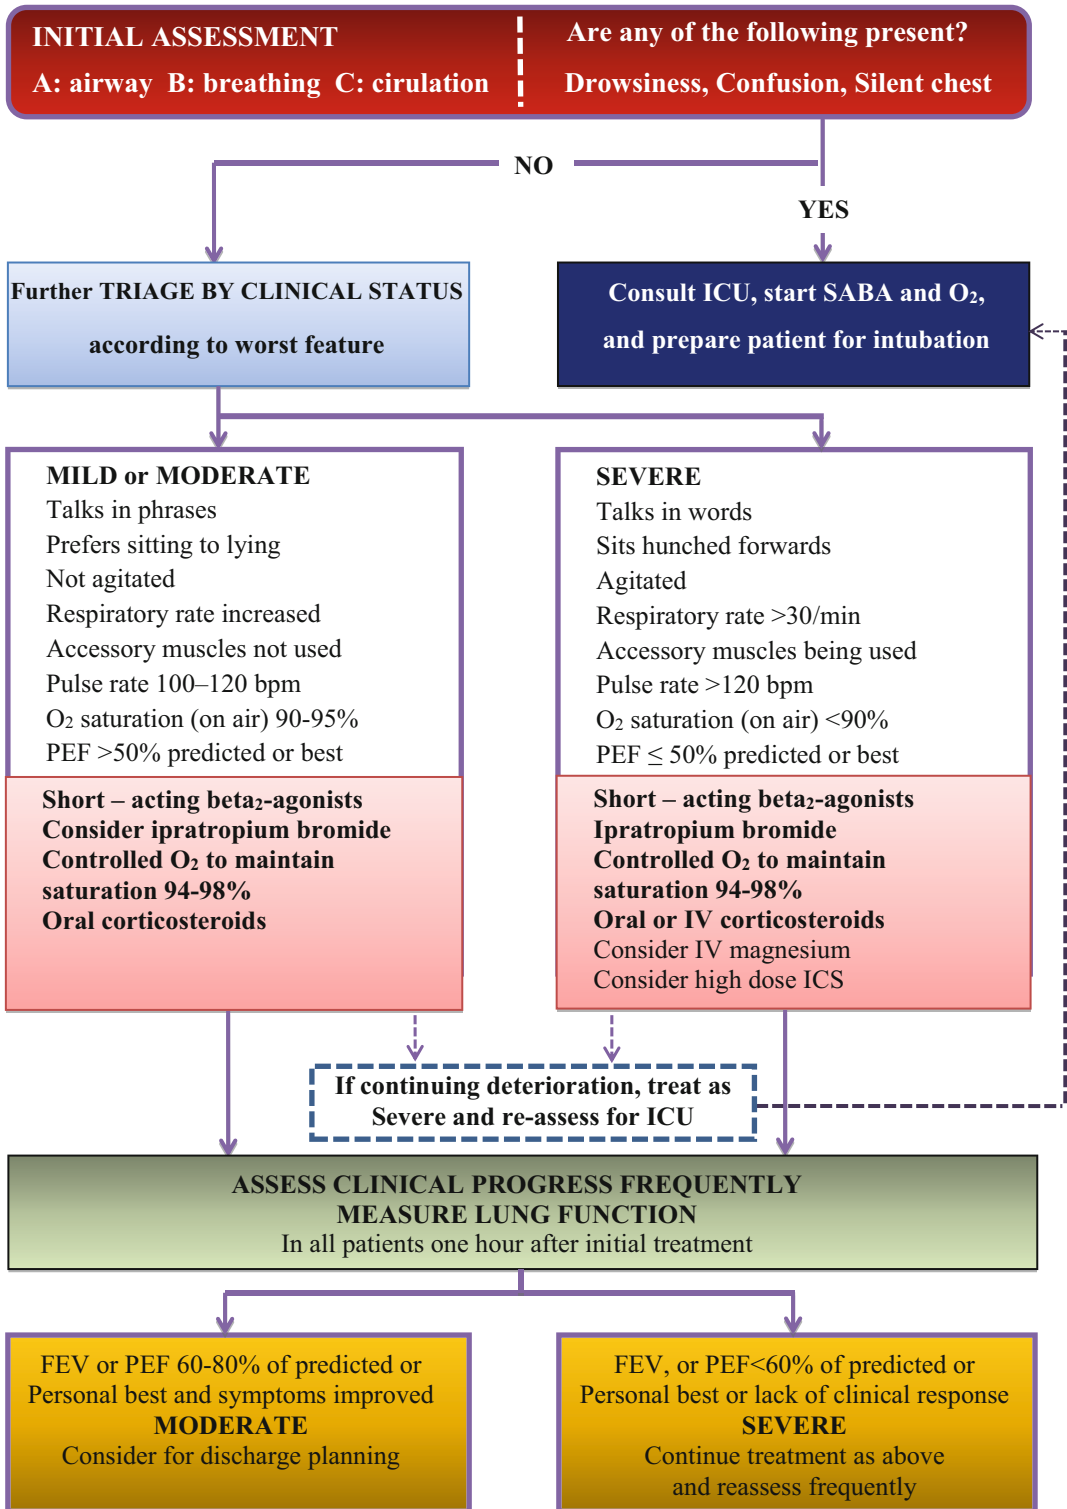 INITIAL ASSESSMENT
A: airway B: breathing C: cirulation
Are any of the following present?
Drowsiness, Confusion, Silent chest
NO
YES
Further TRIAGE BY CLINICAL STATUS
according to worst feature
Consult ICU, start SABA and O₂,
and prepare patient for intubation
MILD or MODERATE
Talks in phrases
Prefers sitting to lying
Not agitated
Respiratory rate increased
Accessory muscles not used
Pulse rate 100–120 bpm
O₂ saturation (on air) 90-95%
PEF >50% predicted or best
Short – acting beta₂-agonists
Consider ipratropium bromide
Controlled O₂ to maintain
saturation 94-98%
Oral corticosteroids
SEVERE
Talks in words
Sits hunched forwards
Agitated
Respiratory rate >30/min
Accessory muscles being used
Pulse rate >120 bpm
O₂ saturation (on air) <90%
PEF ≤ 50% predicted or best
Short – acting beta₂-agonists
Ipratropium bromide
Controlled O₂ to maintain
saturation 94-98%
Oral or IV corticosteroids
Consider IV magnesium
Consider high dose ICS
If continuing deterioration, treat as
Severe and re-assess for ICU
ASSESS CLINICAL PROGRESS FREQUENTLY
MEASURE LUNG FUNCTION
In all patients one hour after initial treatment
FEV or PEF 60-80% of predicted or
Personal best and symptoms improved
MODERATE
Consider for discharge planning
FEV, or PEF<60% of predicted or
Personal best or lack of clinical response
SEVERE
Continue treatment as above
and reassess frequently